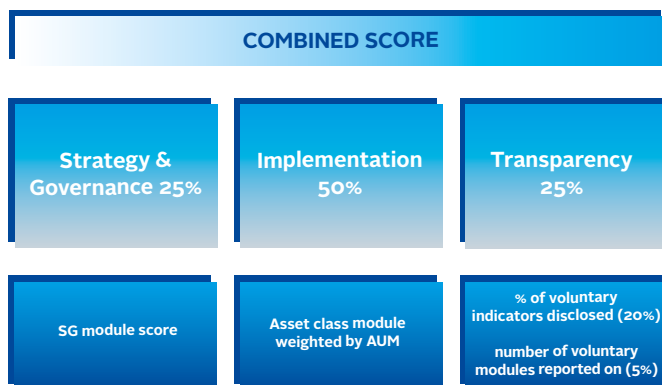 COMBINED SCORE
Strategy &
Governance 25%
Implementation
50%
Transparency
25%
SG module score
Asset class module
weighted by AUM
% of voluntary
indicators disclosed (20%)
number of voluntary
modules reported on (5%)